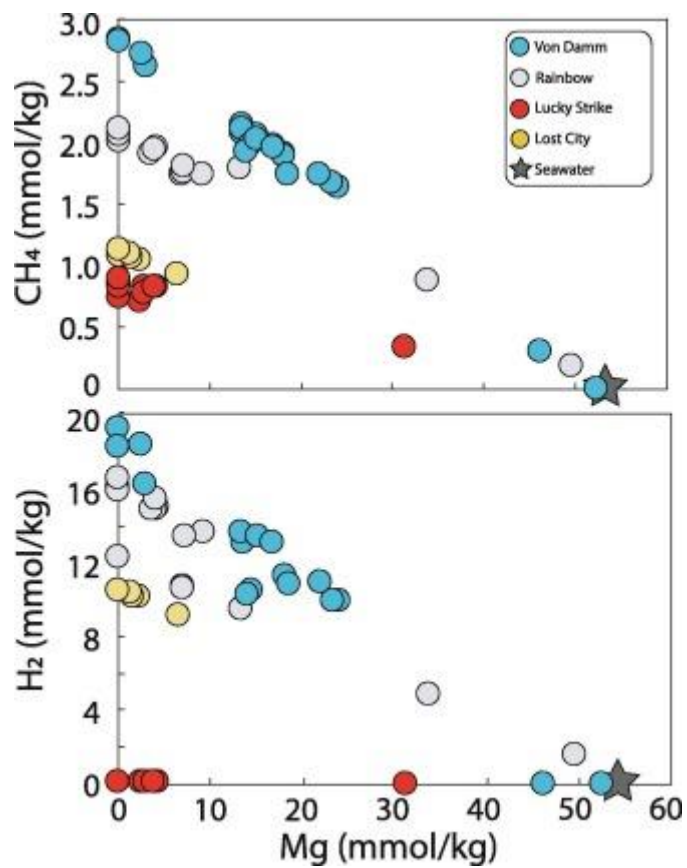 3.0
2.5
2.0
1.5
1.0
0.5
0
CH₄ (mmol/kg)
Von Damm
Rainbow
Lucky Strike
Lost City
Seawater
20
16
12
8
4
0
H₂ (mmol/kg)
0 10 20 30 40 50 60
Mg (mmol/kg)